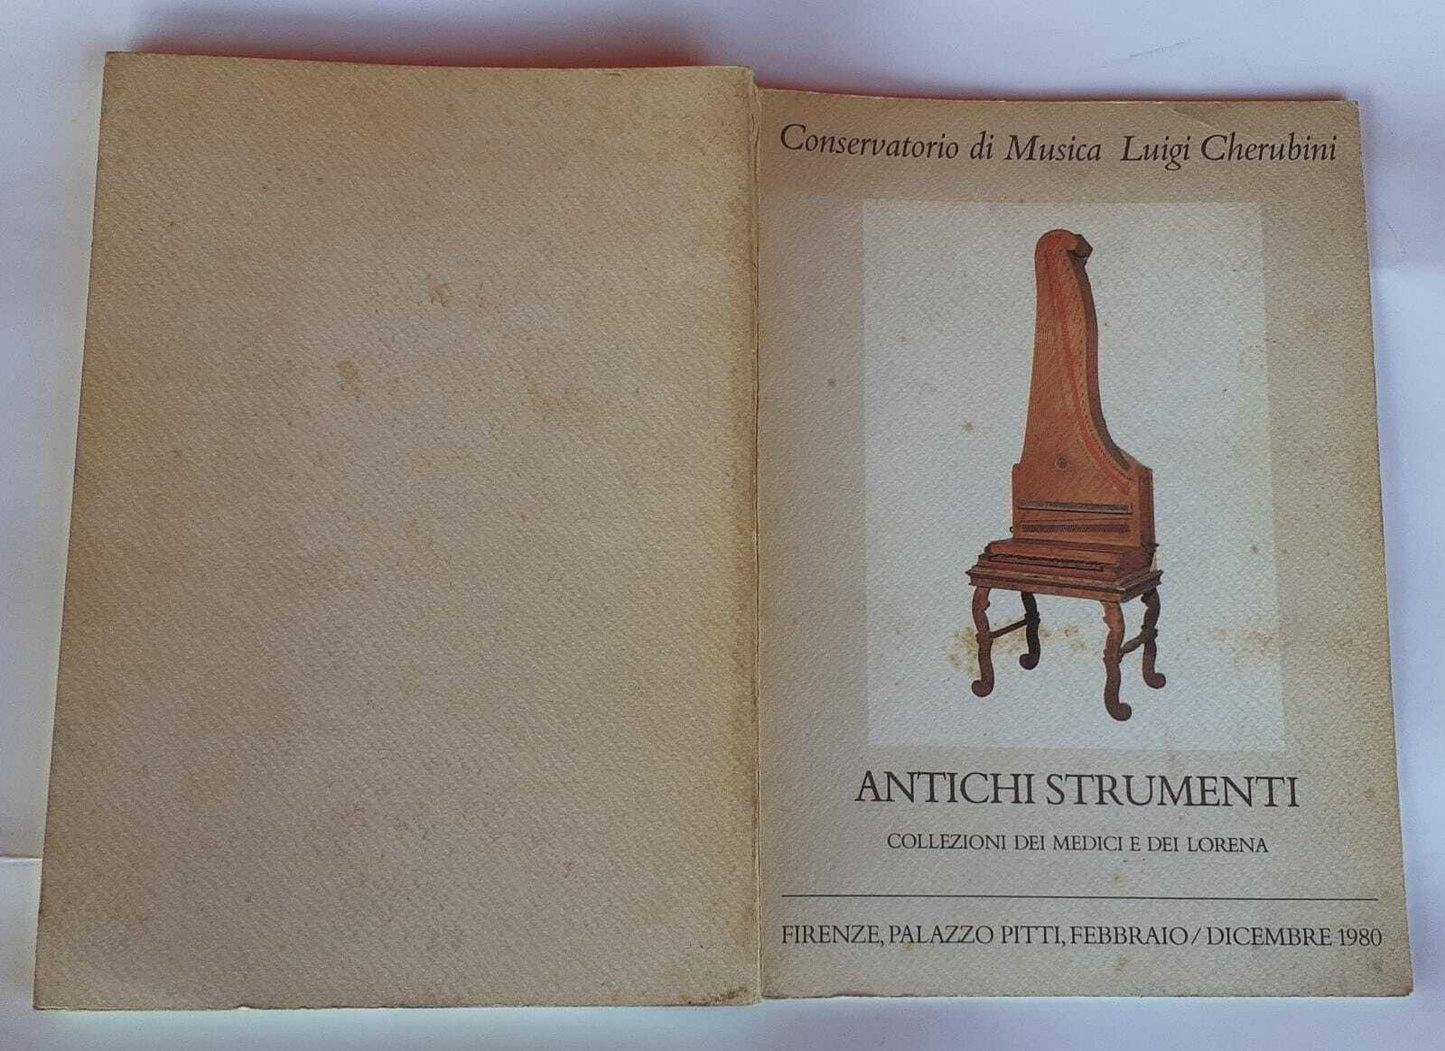 Conservatorio di Musica Luigi Cherubini
ANTICHI STRUMENTI
COLLEZIONI DEI MEDICI E DEI LORENA
FIRENZE, PALAZZO PITTI, FEBBRAIO/DICEMBRE 1980